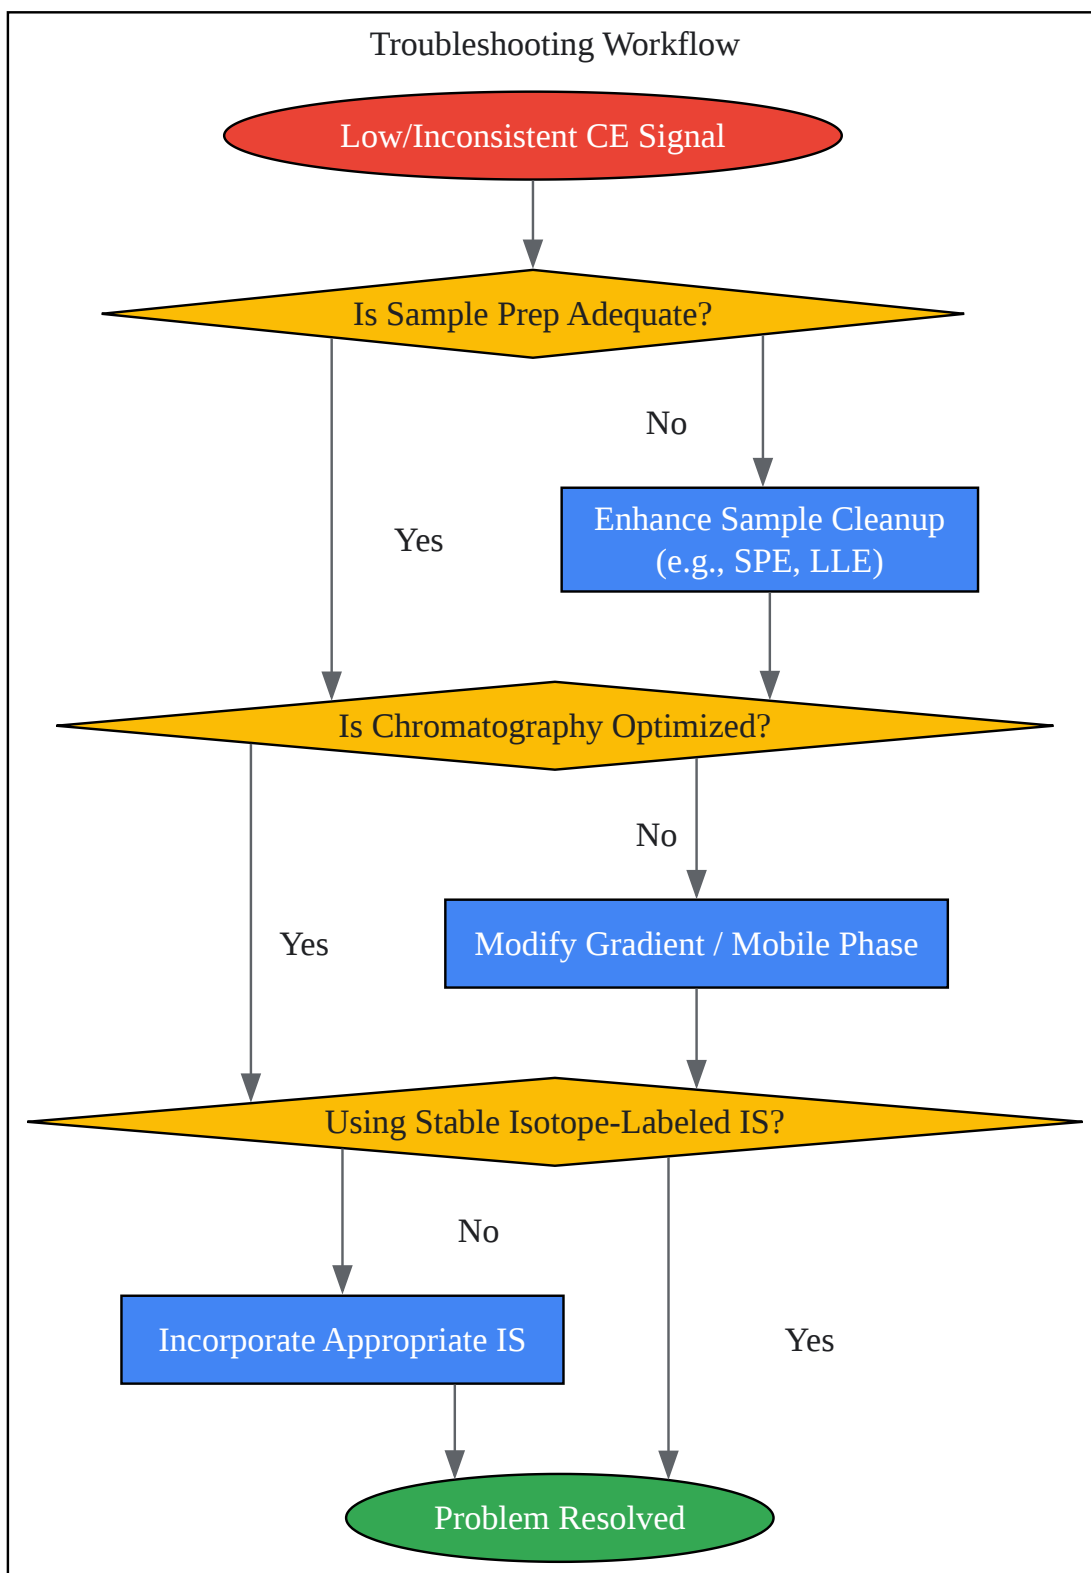 Troubleshooting Workflow
Low/Inconsistent CE Signal
Is Sample Prep Adequate?
No
Enhance Sample Cleanup
(e.g., SPE, LLE)
Yes
Is Chromatography Optimized?
No
Yes
Modify Gradient / Mobile Phase
Using Stable Isotope-Labeled IS?
No
Incorporate Appropriate IS
Yes
Problem Resolved